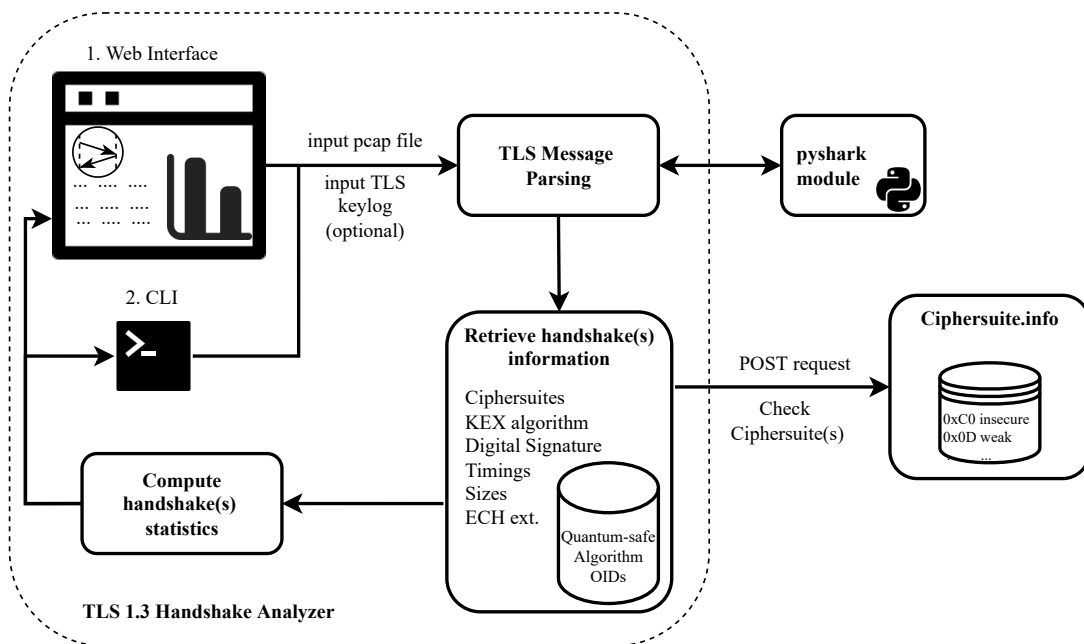 1. Web Interface
input pcap file
input TLS
keylog
(optional)
TLS Message
Parsing
pyshark
module
2. CLI
Retrieve handshake(s)
information
Ciphersuites
KEX algorithm
Digital Signature
Timings
Sizes
ECH ext.
Quantum-safe
Algorithm
OIDs
POST request
Check
Ciphersuite(s)
Ciphersuite.info
0xC0 insecure
0x0D weak
... ...
Compute
handshake(s)
statistics
TLS 1.3 Handshake Analyzer